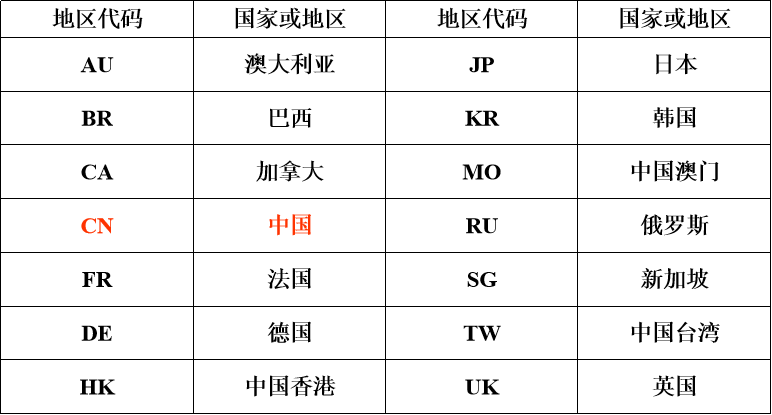 地区代码 国家或地区 地区代码 国家或地区
AU 澳大利亚 JP 日本
BR 巴西 KR 韩国
CA 加拿大 MO 中国澳门
CN 中国 RU 俄罗斯
FR 法国 SG 新加坡
DE 德国 TW 中国台湾
HK 中国香港 UK 英国